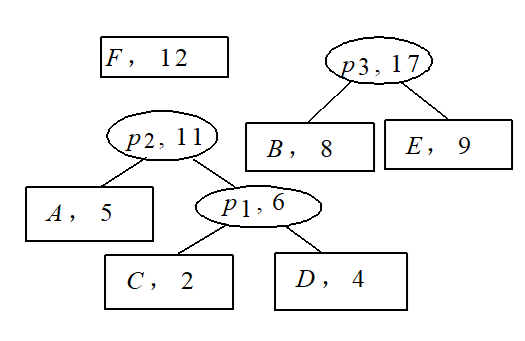 F， 12
p3, 17
p2, 11
B， 8
E， 9
A， 5
p1, 6
C， 2
D， 4